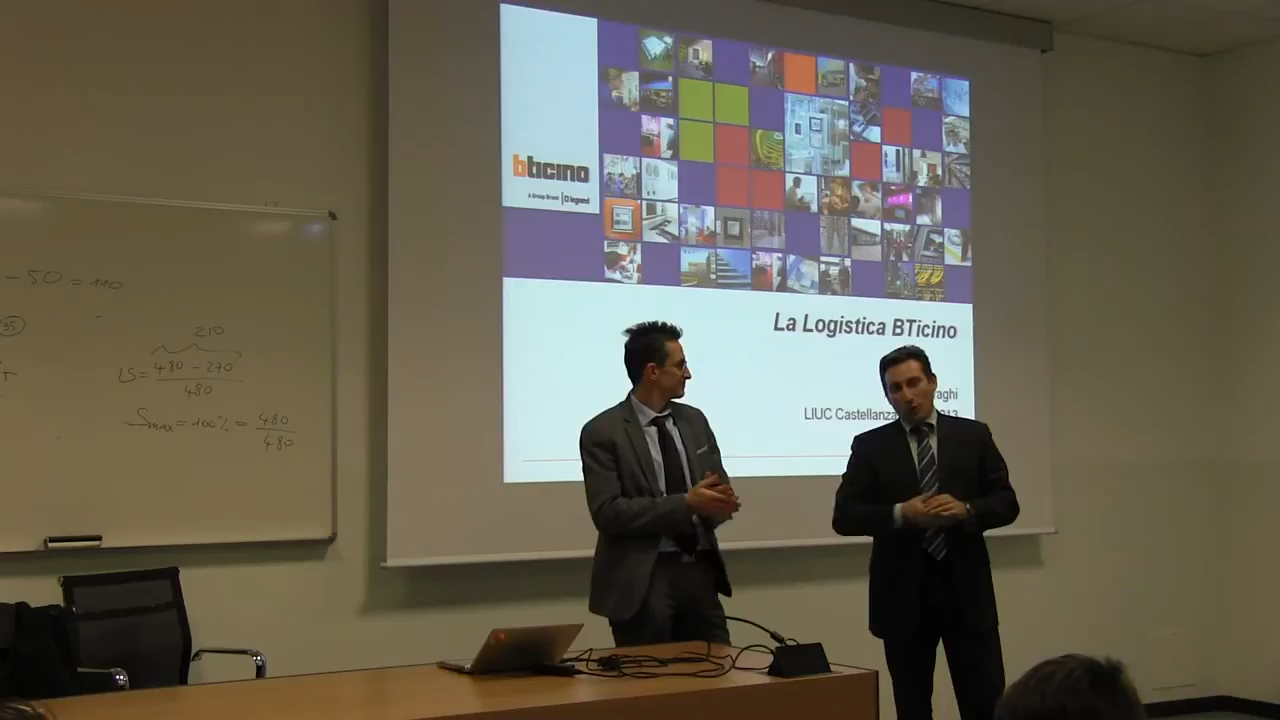 - 50 = 110
35
T
210
LS = 480 - 270
480
Smax = 100% = 480
480
bticino
A Group Brand | legrand
La Logistica BTicino
LIUC Castellanza